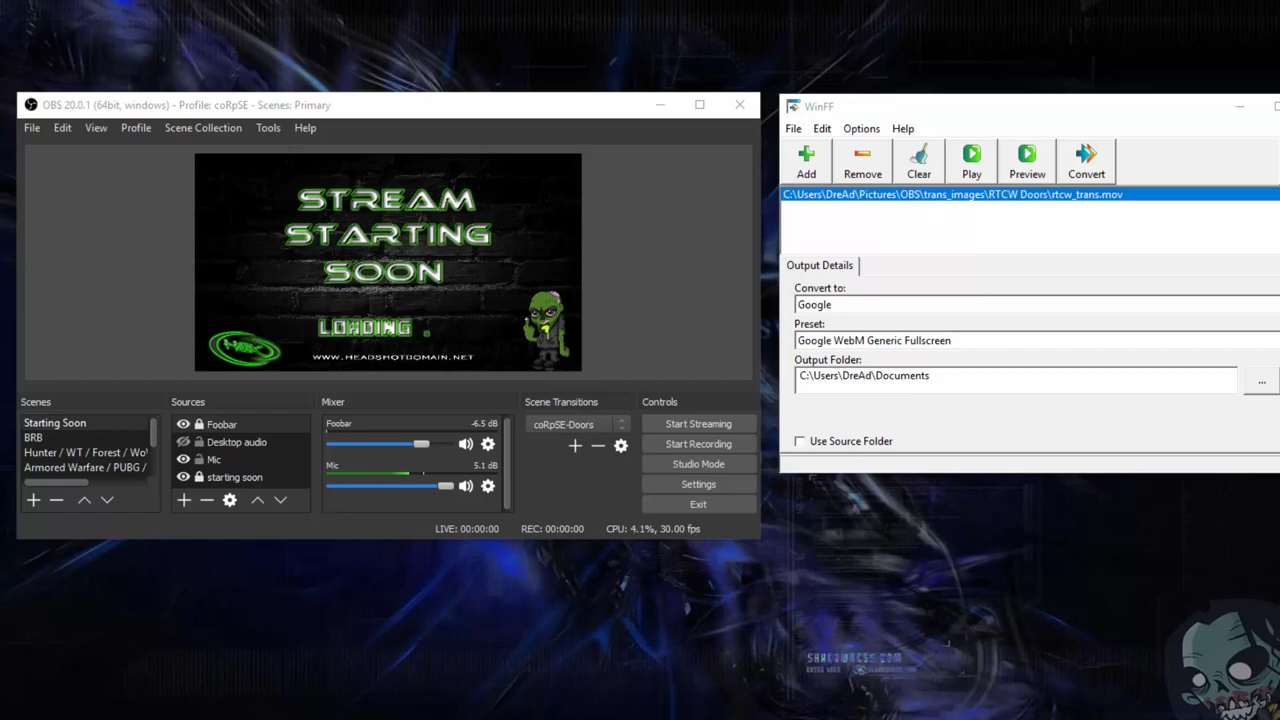 OBS 20.0.1 (64bit, windows) - Profile: coRpSE - Scenes: Primary
File Edit View Profile Scene Collection Tools Help
STREAM
STARTING
SOON
LOADING .
WWW.HEADSHOTDOMAIN.NET
Scenes
Starting Soon
BRB
Hunter / WT / Forest / Wo
Armored Warfare / PUBG /
Sources
Foobar
Desktop audio
Mic
starting soon
Mixer
Foobar -6.5 dB
Mic 5.1 dB
Scene Transitions
coRpSE-Doors
Controls
Start Streaming
Start Recording
Studio Mode
Settings
Exit
LIVE: 00:00:00 REC: 00:00:00 CPU: 4.1%, 30.00 fps
WinFF
File Edit Options Help
Add Remove Clear Play Preview Convert
C:\Users\DreAd\Pictures\OBS\trans_images\RTCW Doors\rtcw_trans.mov
Output Details
Convert to:
Google
Preset:
Google WebM Generic Fullscreen
Output Folder:
C:\Users\DreAd\Documents
...
Use Source Folder